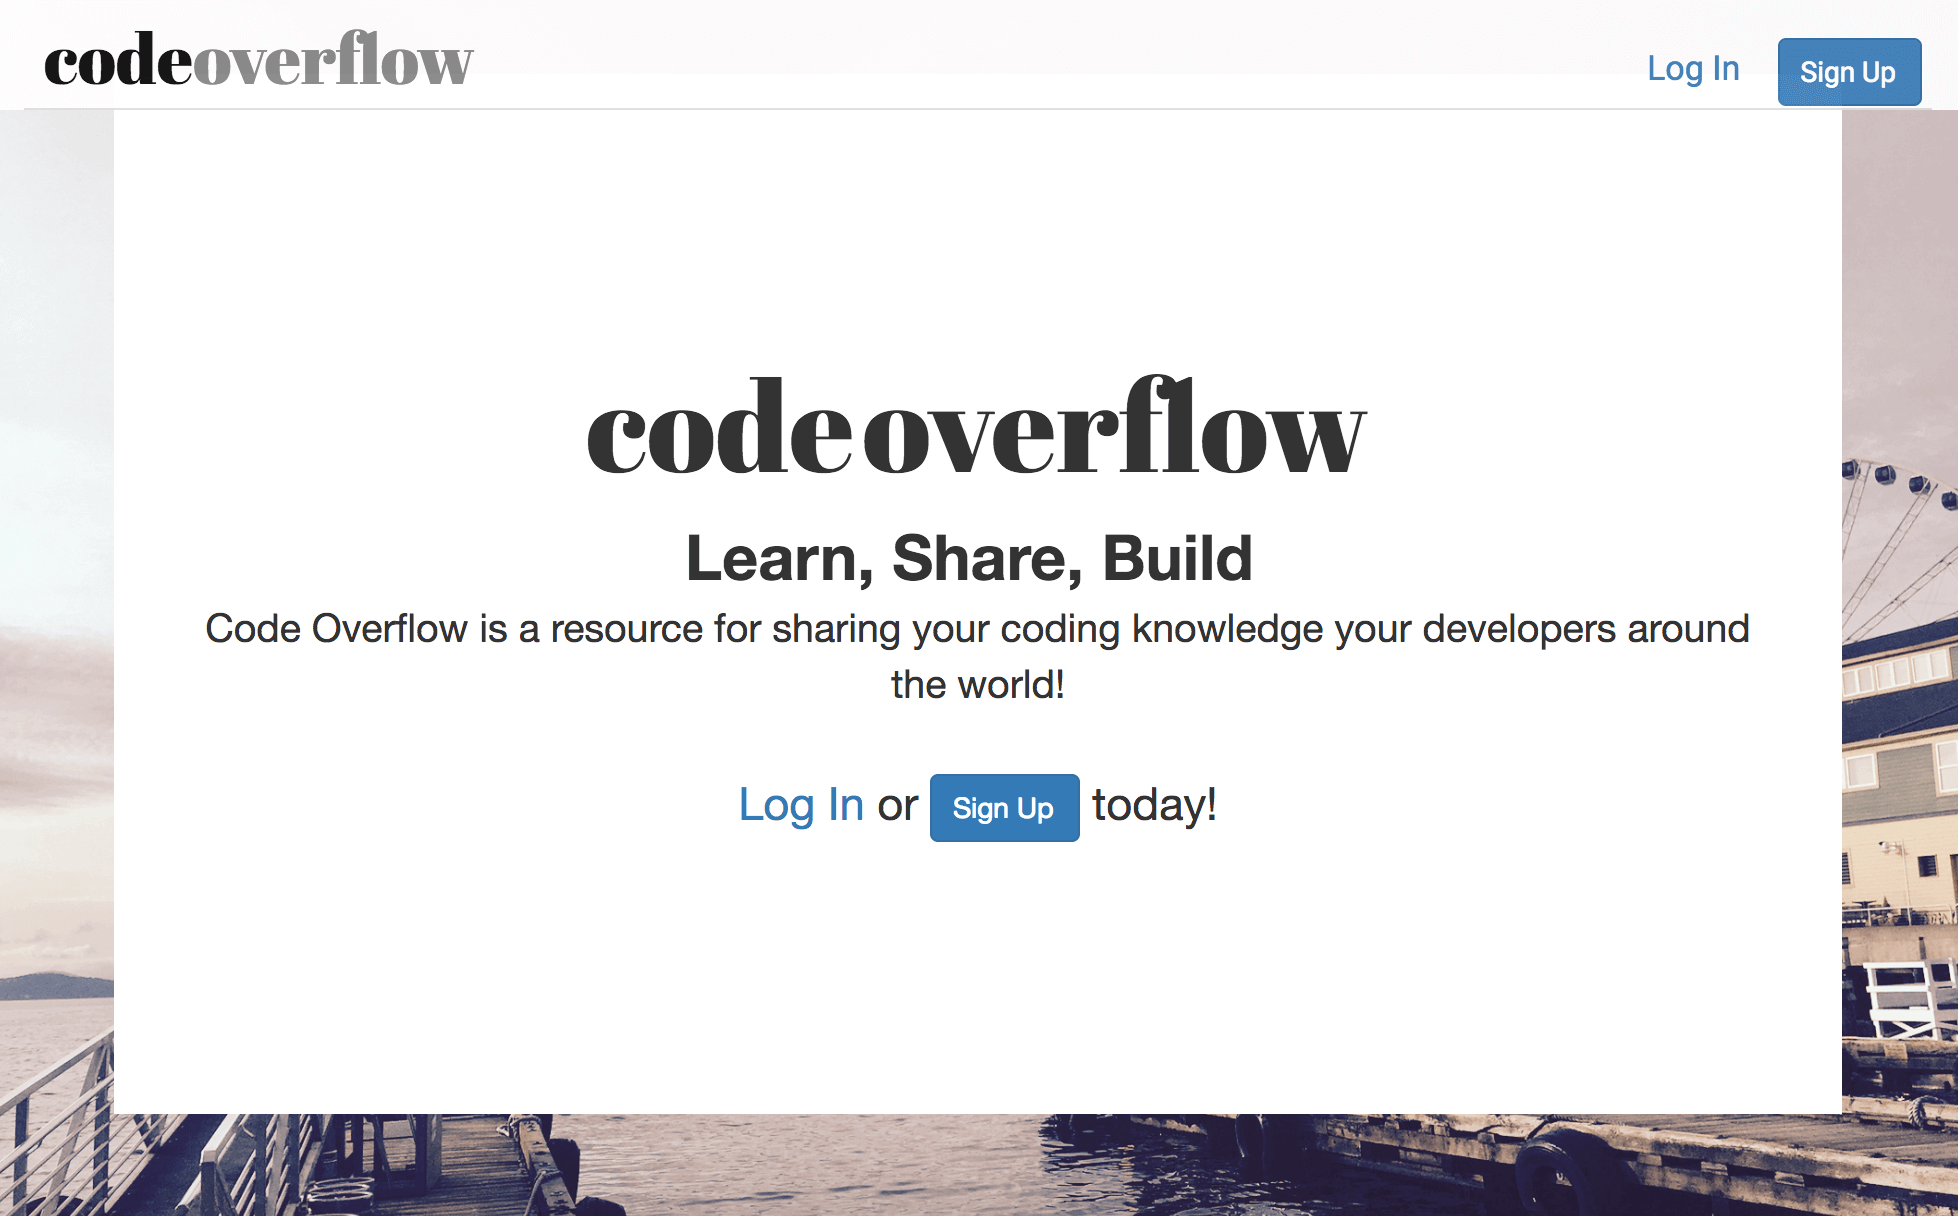 codeoverflow
Log In
Sign Up
codeoverflow
Learn, Share, Build
Code Overflow is a resource for sharing your coding knowledge your developers around
the world!
Log In or Sign Up today!